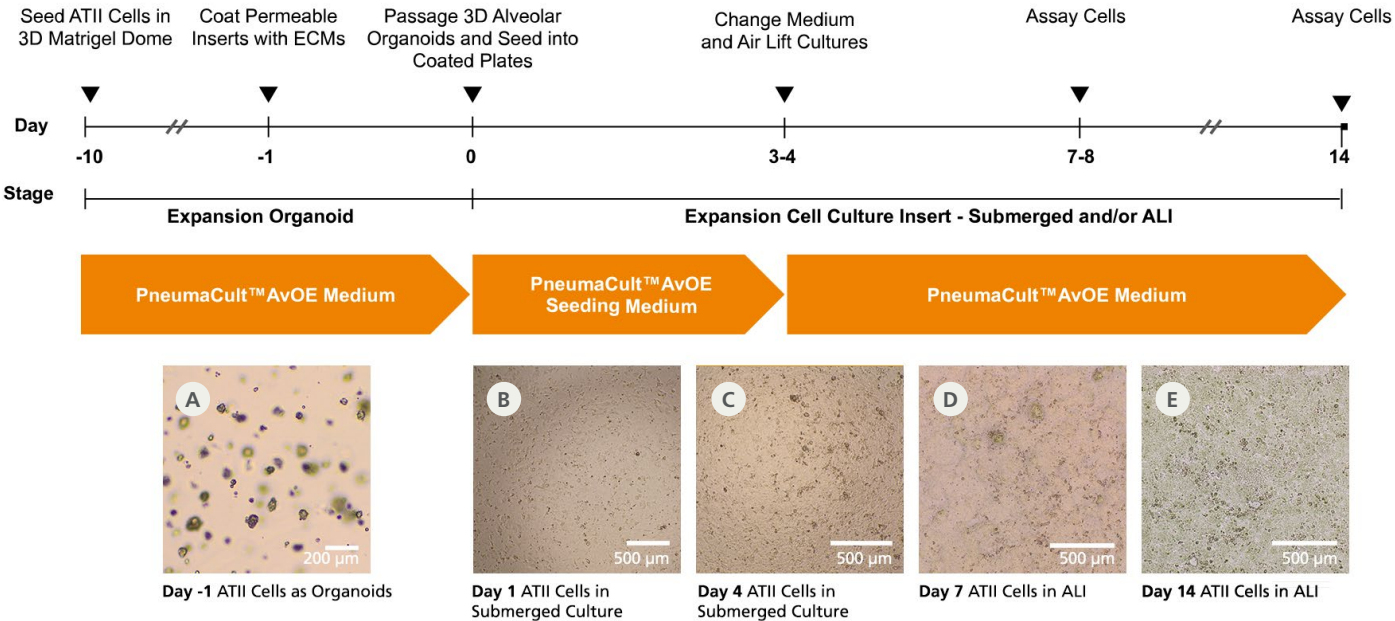 Seed ATII Cells in
3D Matrigel Dome
Coat Permeable
Inserts with ECMs
Passage 3D Alveolar
Organoids and Seed into
Coated Plates
Change Medium
and Air Lift Cultures
Assay Cells
Assay Cells
Day
-10
-1
0
3-4
7-8
14
Stage
Expansion Organoid
Expansion Cell Culture Insert - Submerged and/or ALI
PneumaCult™AvOE Medium
PneumaCult™AvOE
Seeding Medium
PneumaCult™AvOE Medium
A
200 µm
B
500 µm
C
500 µm
D
500 µm
E
500 µm
Day -1 ATII Cells as Organoids
Day 1 ATII Cells in
Submerged Culture
Day 4 ATII Cells in
Submerged Culture
Day 7 ATII Cells in ALI
Day 14 ATII Cells in ALI